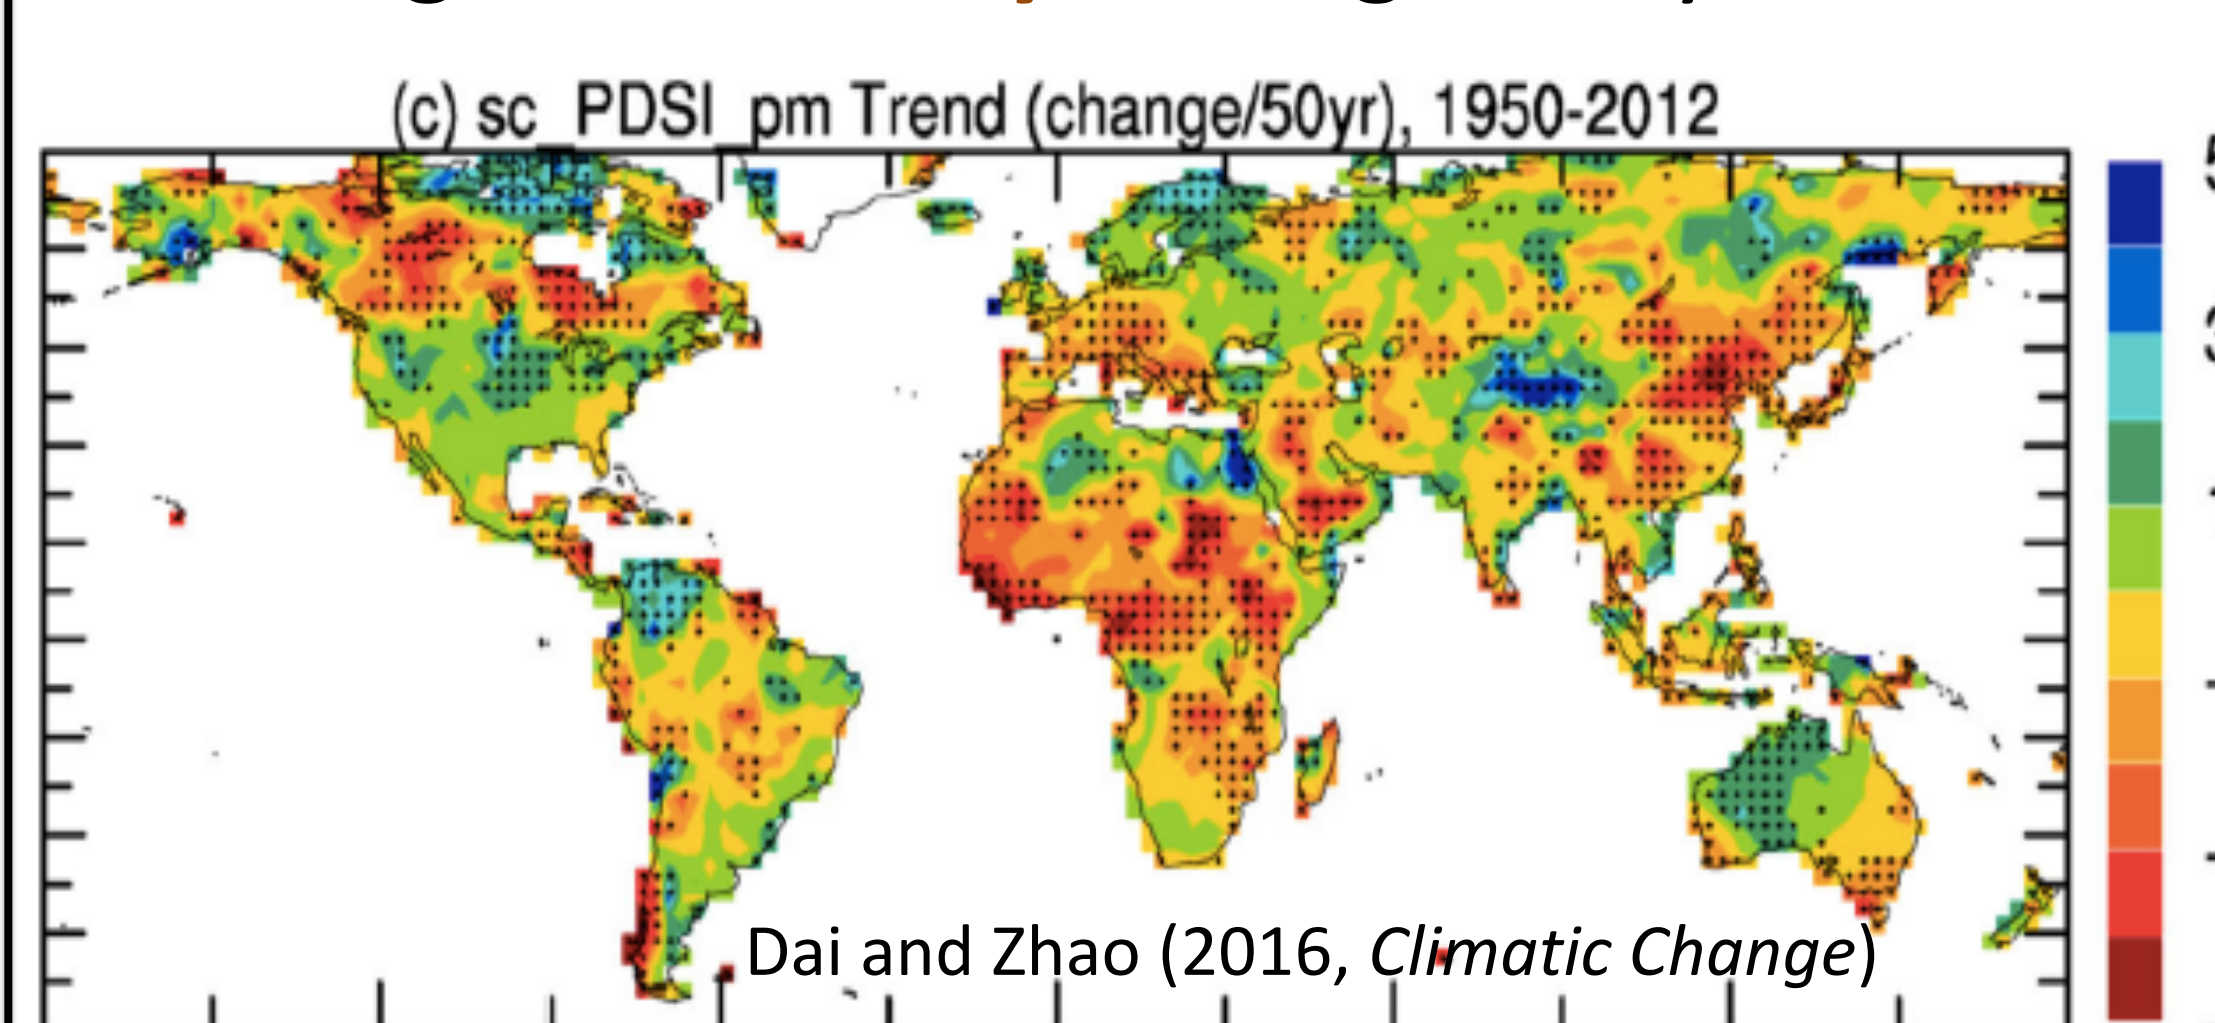 (c) sc_PDSI_pm Trend (change/50yr), 1950-2012
Dai and Zhao (2016, Climatic Change)